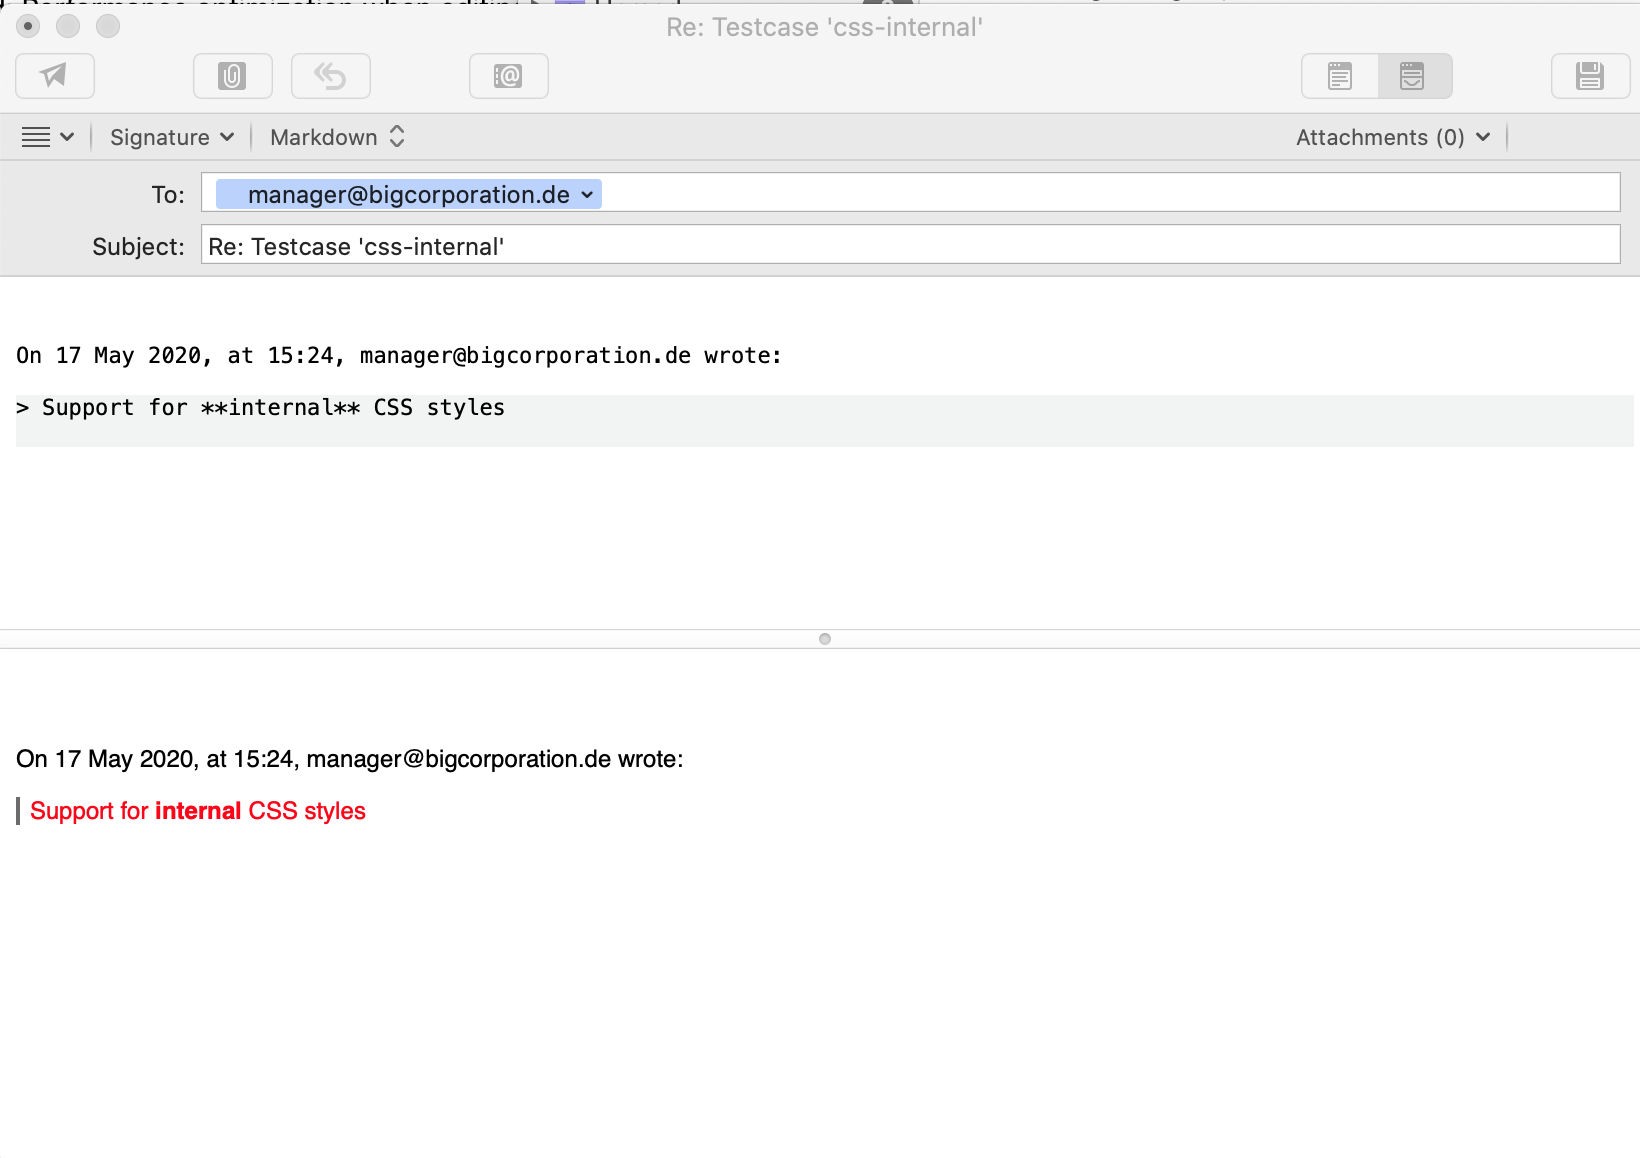 Re: Testcase 'css-internal'
Signature Markdown Attachments (0)
To: manager@bigcorporation.de
Subject: Re: Testcase 'css-internal'
On 17 May 2020, at 15:24, manager@bigcorporation.de wrote:
> Support for **internal** CSS styles
On 17 May 2020, at 15:24, manager@bigcorporation.de wrote:
Support for internal CSS styles